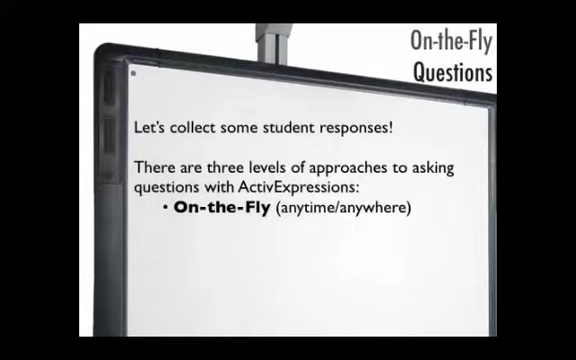 On-the-Fly
Questions
Let's collect some student responses!
There are three levels of approaches to asking
questions with ActivExpressions:
• On-the-Fly (anytime/anywhere)